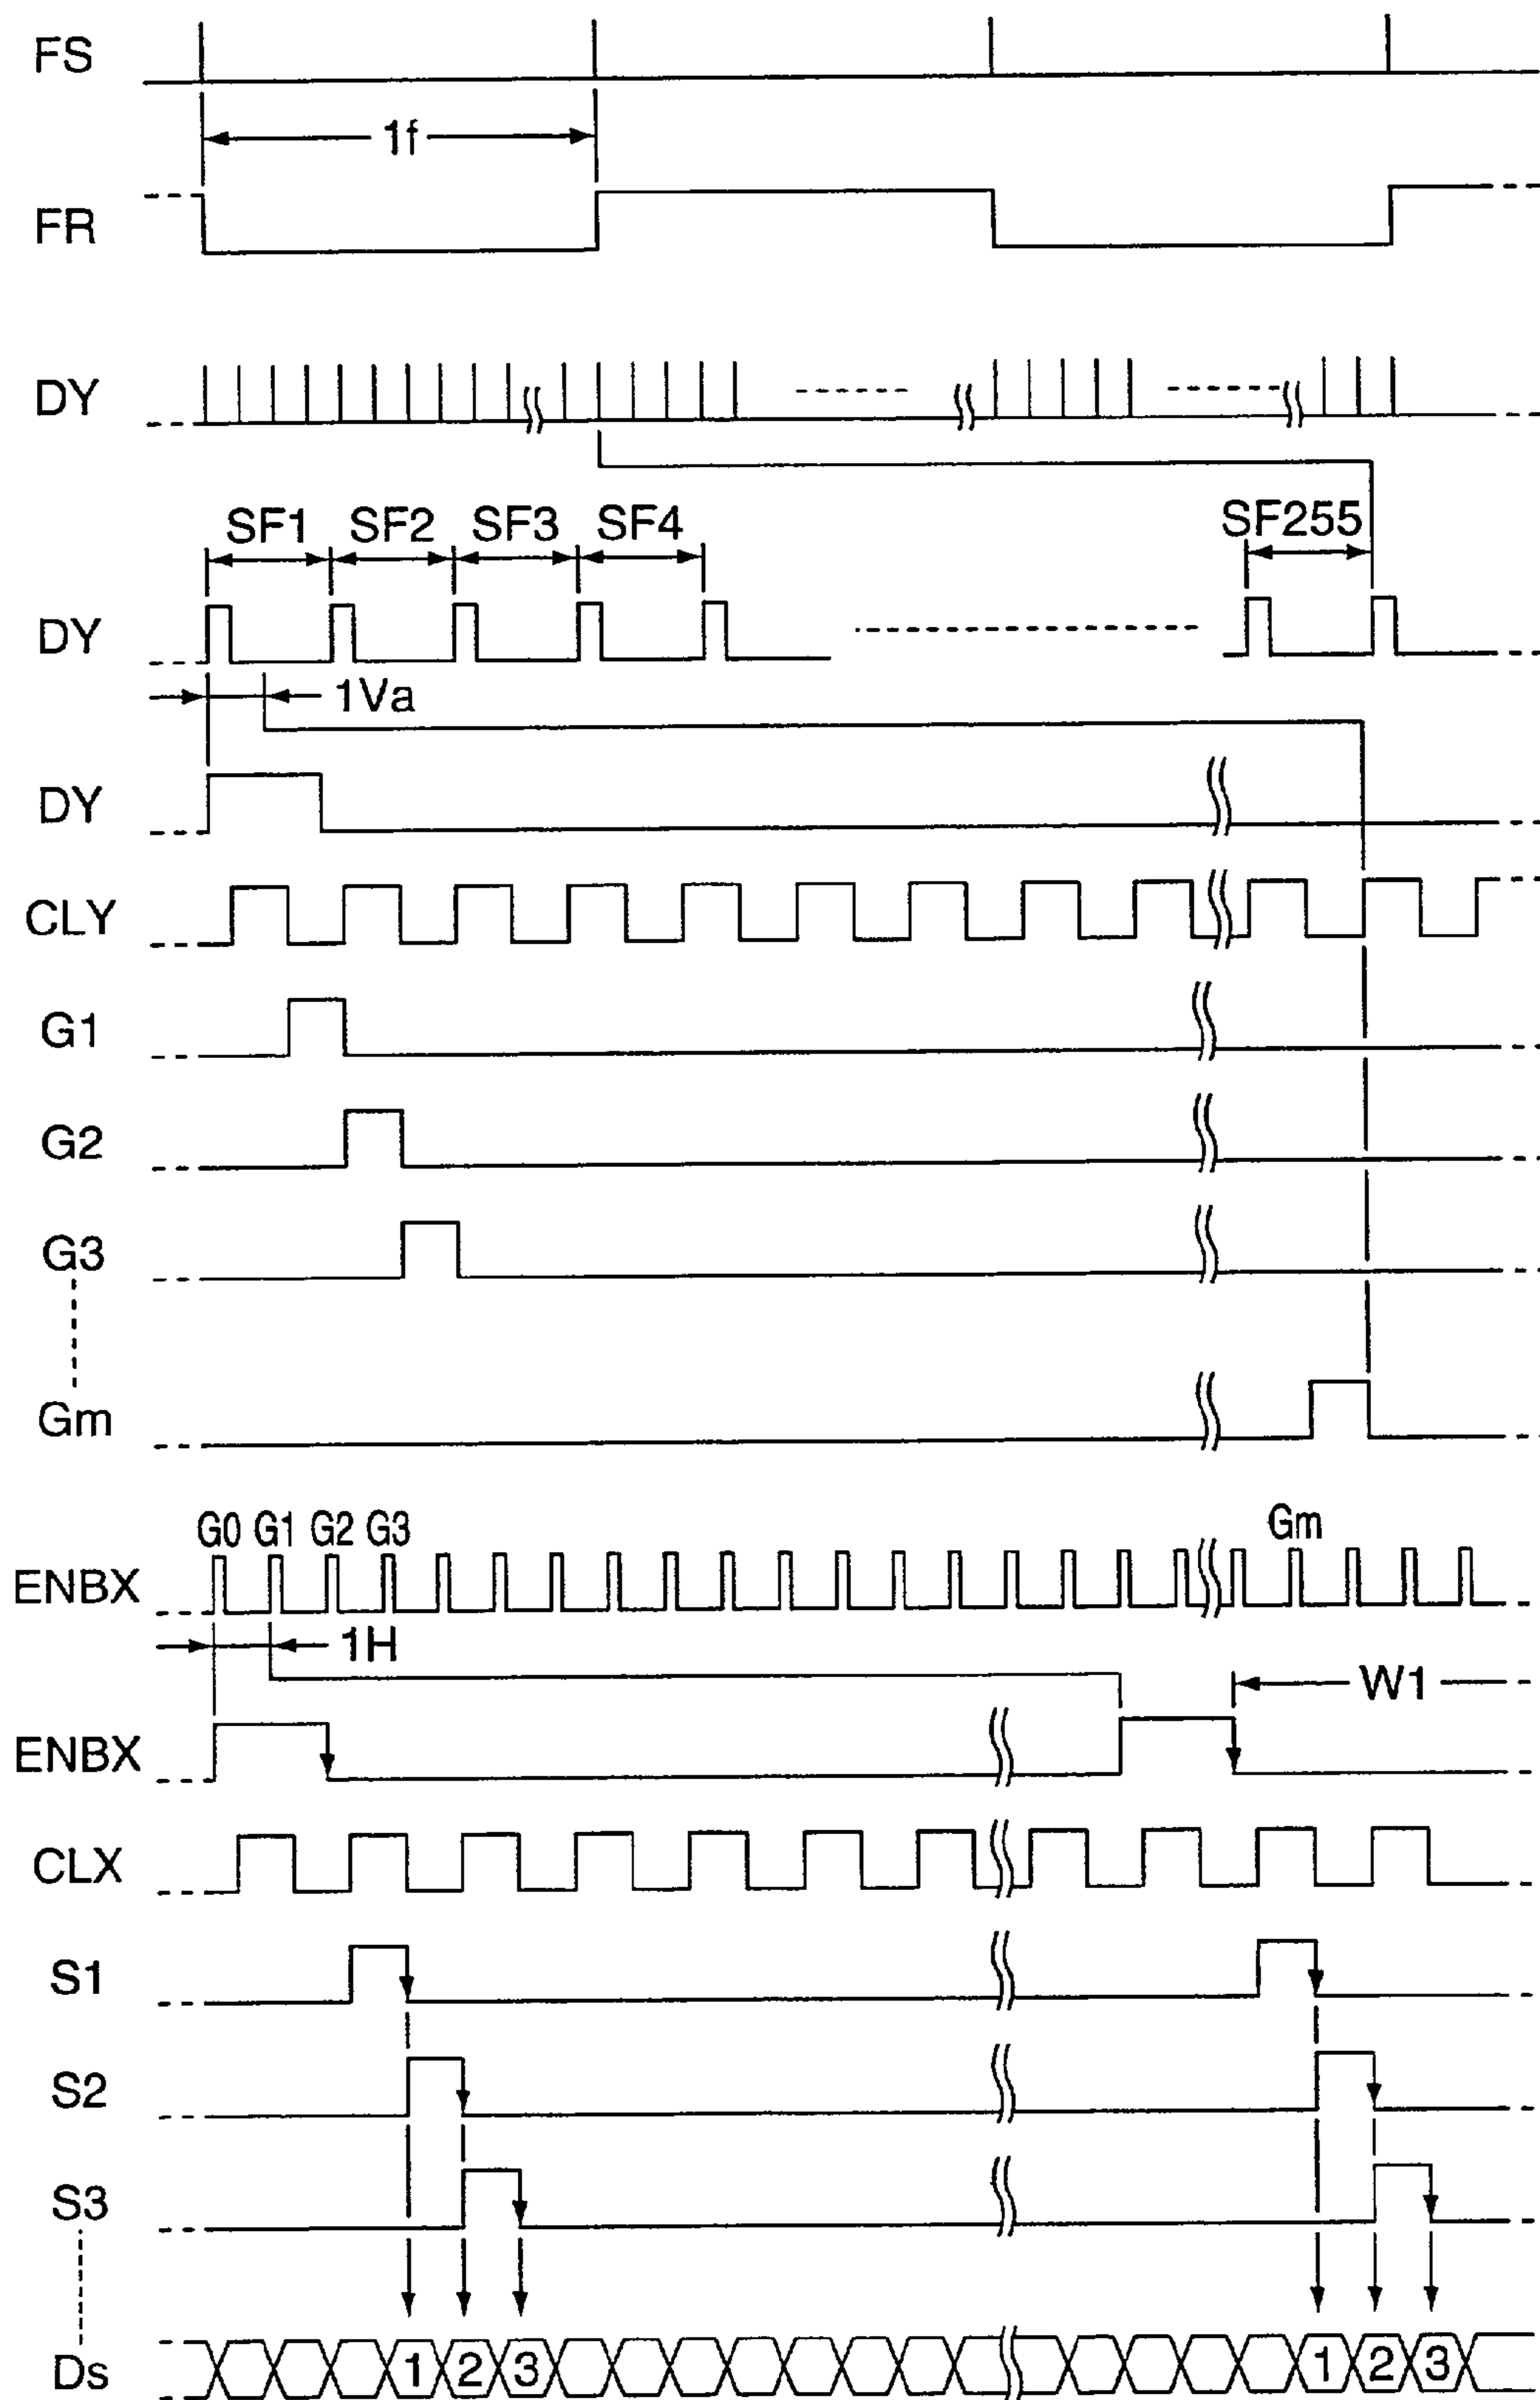 FS
1f
FR
DY
SF1 SF2 SF3 SF4 SF255
DY
1Va
DY
CLY
G1
G2
G3
Gm
G0 G1 G2 G3 Gm
ENBX
1H
W1
ENBX
CLX
S1
S2
S3
Ds 1 2 3 1 2 3